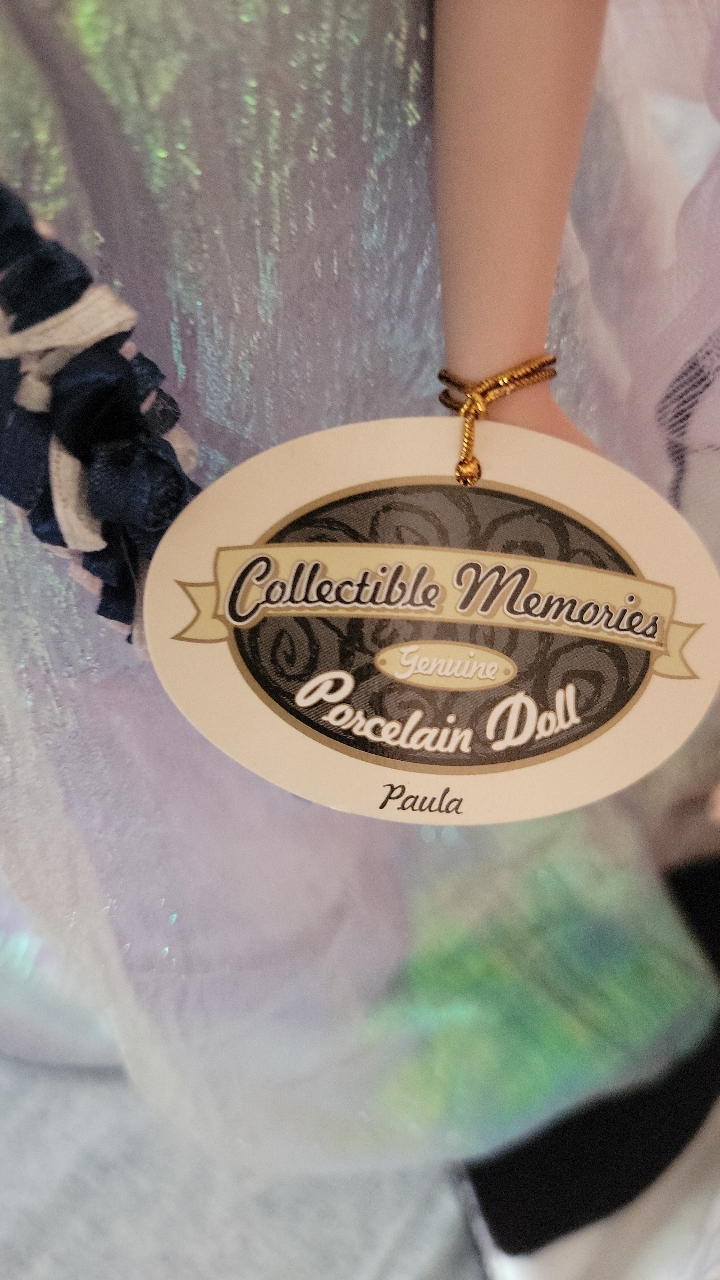 Collectible Memories
Genuine
Porcelain Doll
Paula